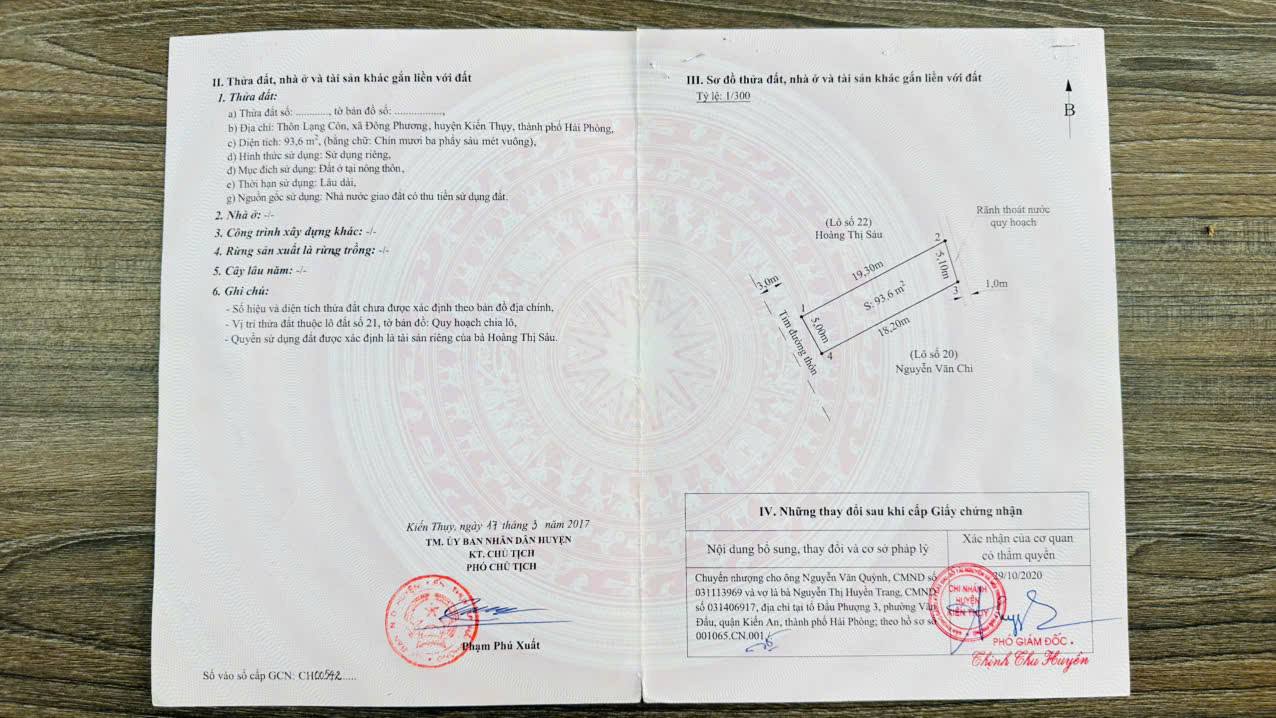 II. Thửa đất, nhà ở và tài sản khác gắn liền với đất
1. Thửa đất:
a) Thửa đất số: ............, tờ bản đồ số: .................,
b) Địa chỉ: Thôn Lạng Côn, xã Đông Phương, huyện Kiến Thụy, thành phố Hải Phòng,
c) Diện tích: 93,6 m², (bằng chữ: Chín mươi ba phẩy sáu mét vuông),
d) Hình thức sử dụng: Sử dụng riêng,
đ) Mục đích sử dụng: Đất ở tại nông thôn,
e) Thời hạn sử dụng: Lâu dài,
g) Nguồn gốc sử dụng: Nhà nước giao đất có thu tiền sử dụng đất.
2. Nhà ở: -/-
3. Công trình xây dựng khác: -/-
4. Rừng sản xuất là rừng trồng: -/-
5. Cây lâu năm: -/-
6. Ghi chú:
- Số hiệu và diện tích thửa đất chưa được xác định theo bản đồ địa chính,
- Vị trí thửa đất thuộc lô đất số 21, tờ bản đồ: Quy hoạch chia lô,
- Quyền sử dụng đất được xác định là tài sản riêng của bà Hoàng Thị Sáu.
Kiến Thụy, ngày 17 tháng 3 năm 2017
TM. ỦY BAN NHÂN DÂN HUYỆN
KT. CHỦ TỊCH
PHÓ CHỦ TỊCH
Phạm Phú Xuất
Số vào sổ cấp GCN: CH00542.....
III. Sơ đồ thửa đất, nhà ở và tài sản khác gắn liền với đất
Tỷ lệ: 1/300
B
Rãnh thoát nước
quy hoạch
(Lô số 22)
Hoàng Thị Sáu
2
19,30m
5,10m
3
1,0m
3,0m
1
S: 93.6 m²
5,00m
18,20m
4
Tim đường thôn
(Lô số 20)
Nguyễn Văn Chi
IV. Những thay đổi sau khi cấp Giấy chứng nhận
Nội dung bổ sung, thay đổi và cơ sở pháp lý
Xác nhận của cơ quan
có thẩm quyền
Chuyển nhượng cho ông Nguyễn Văn Quỳnh, CMND số
031113969 và vợ là bà Nguyễn Thị Huyền Trang, CMND
số 031406917, địa chỉ tại tổ Đẩu Phượng 3, phường Văn
Đẩu, quận Kiến An, thành phố Hải Phòng; theo hồ sơ số
001065.CN.001
29/10/2020
CHI NHÁNH
HUYỆN
KIẾN THỤY
PHÓ GIÁM ĐỐC
Thịnh Thu Huyền